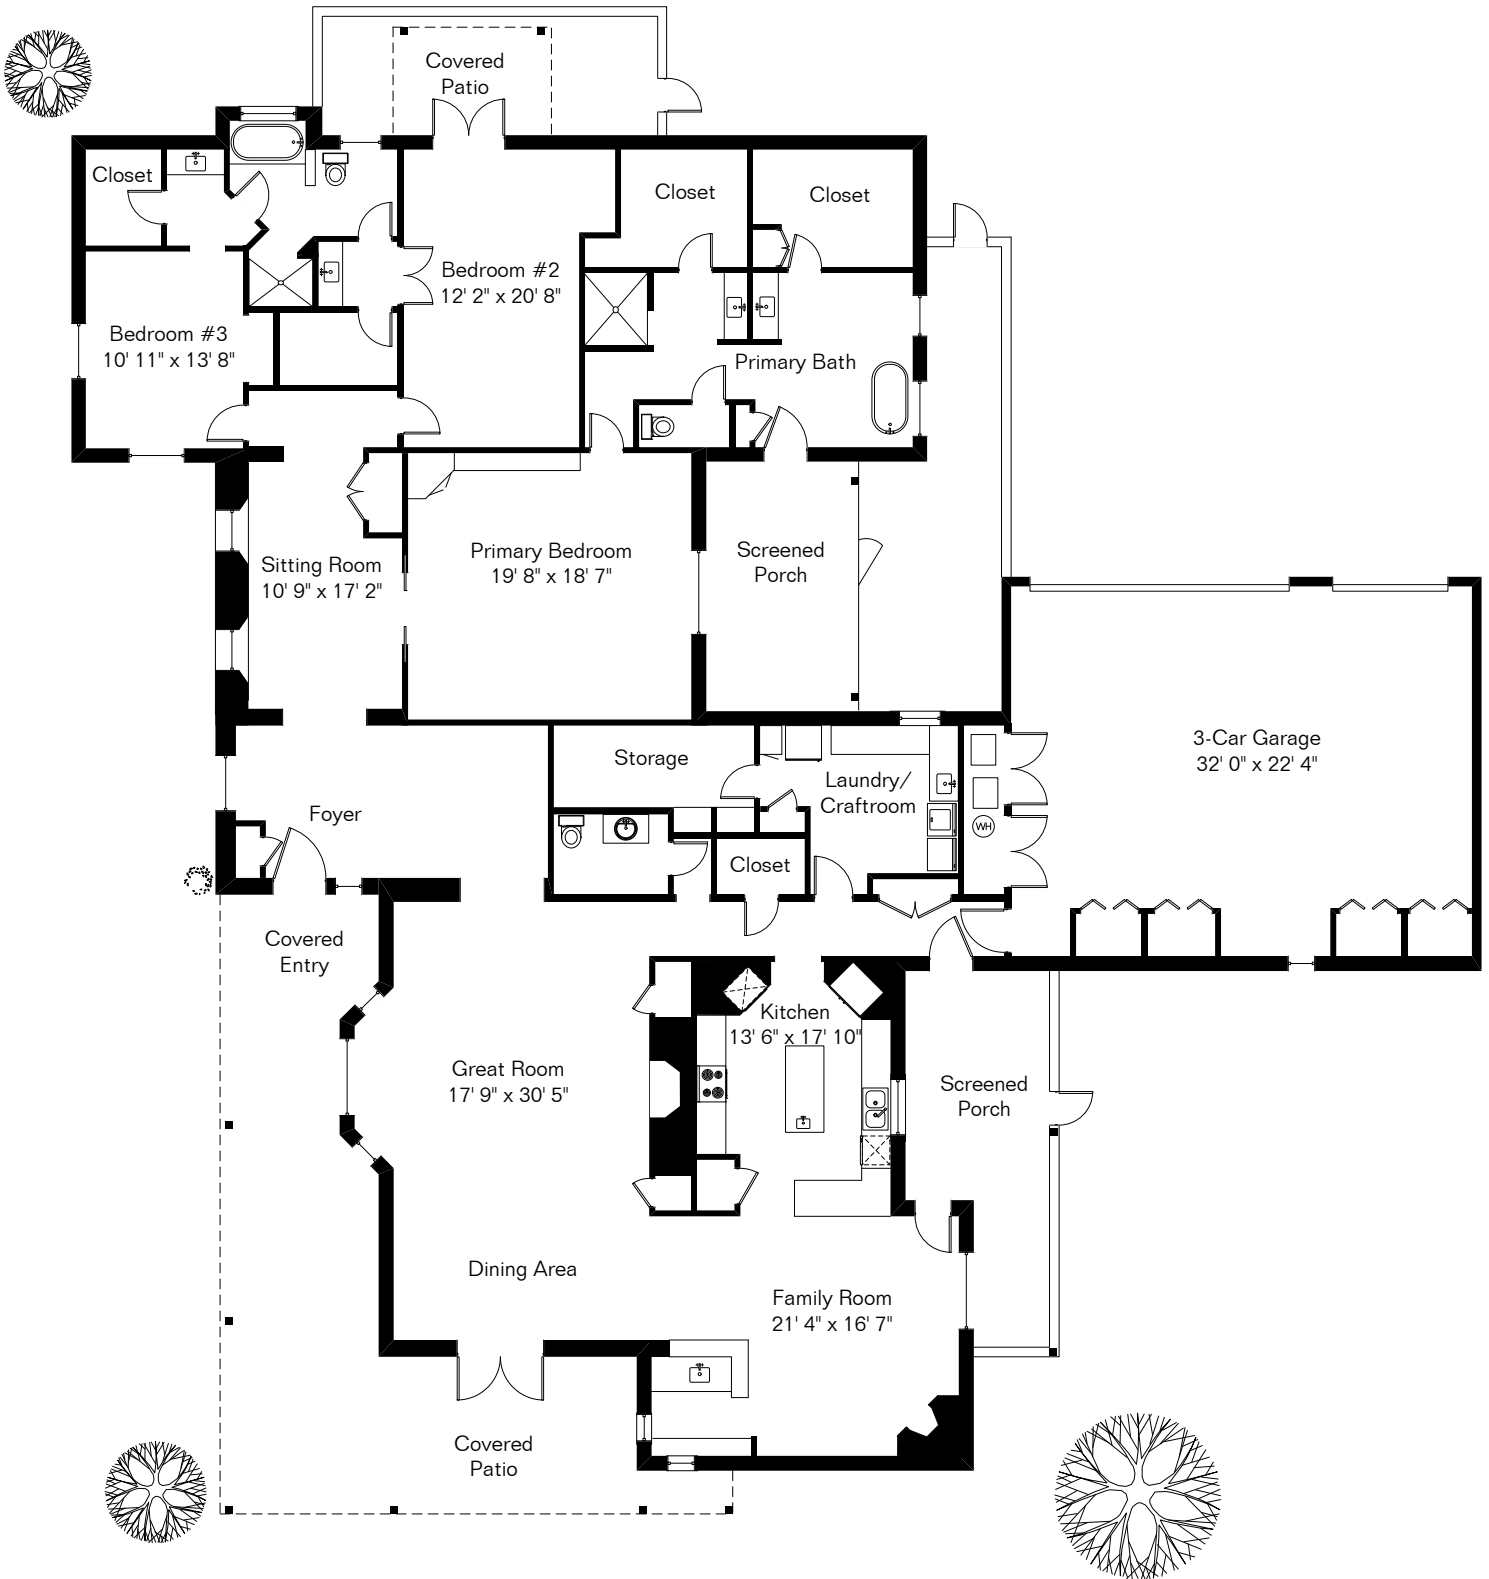 Covered
Patio
Closet
Closet
Closet
Bedroom #2
12' 2" x 20' 8"
Bedroom #3
10' 11" x 13' 8"
Primary Bath
Sitting Room
10' 9" x 17' 2"
Primary Bedroom
19' 8" x 18' 7"
Screened
Porch
3-Car Garage
32' 0" x 22' 4"
Storage
Laundry/
Craftroom
Foyer
WH
Closet
Covered
Entry
Kitchen
13' 6" x 17' 10"
Great Room
17' 9" x 30' 5"
Screened
Porch
Dining Area
Family Room
21' 4" x 16' 7"
Covered
Patio